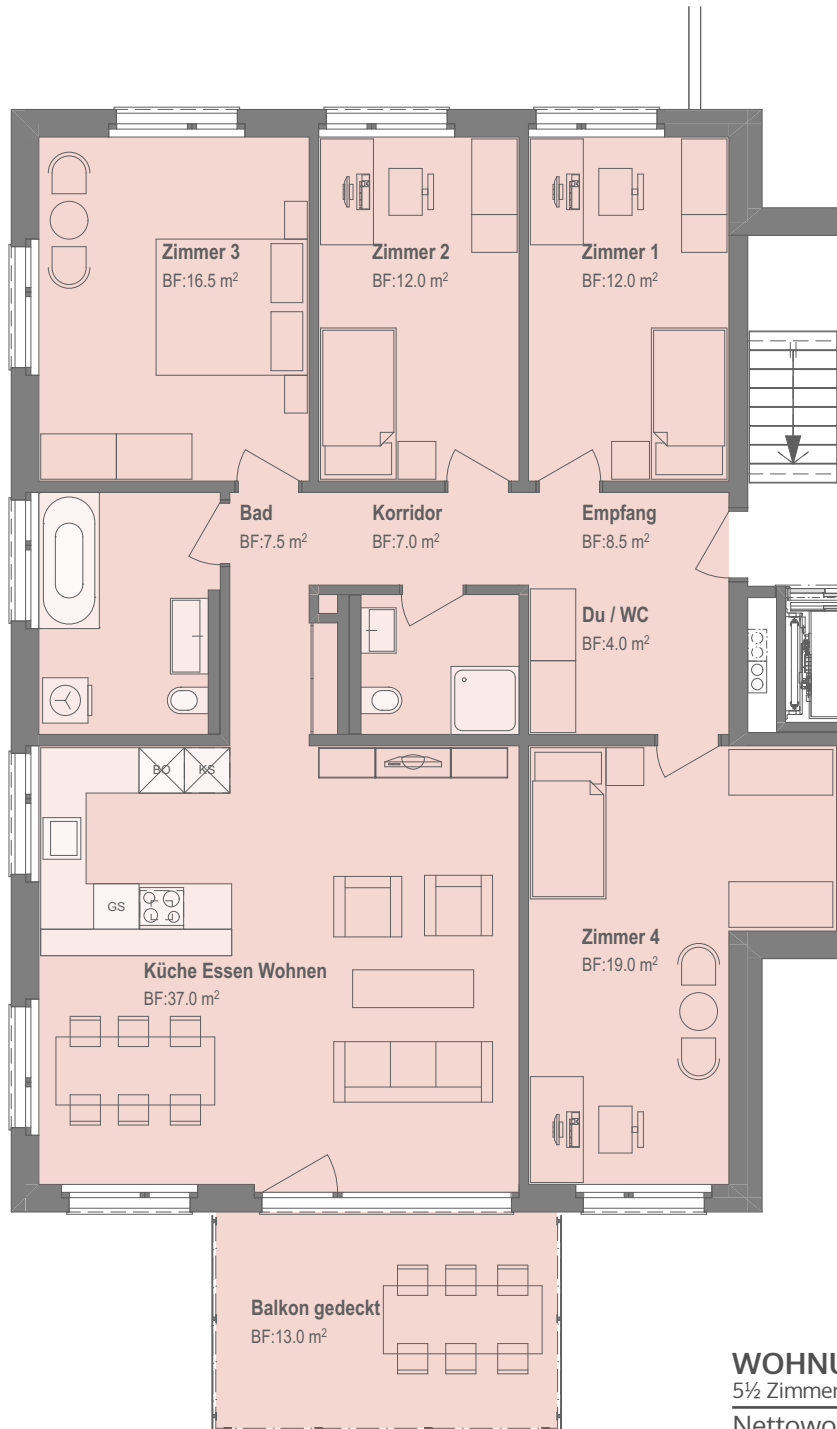 Zimmer 3
BF:16.5 m²
Zimmer 2
BF:12.0 m²
Zimmer 1
BF:12.0 m²
Bad
BF:7.5 m²
Korridor
BF:7.0 m²
Empfang
BF:8.5 m²
Du / WC
BF:4.0 m²
BO
KS
GS
Küche Essen Wohnen
BF:37.0 m²
Zimmer 4
BF:19.0 m²
Balkon gedeckt
BF:13.0 m²
WOHNU
5½ Zimmer
Nettowo